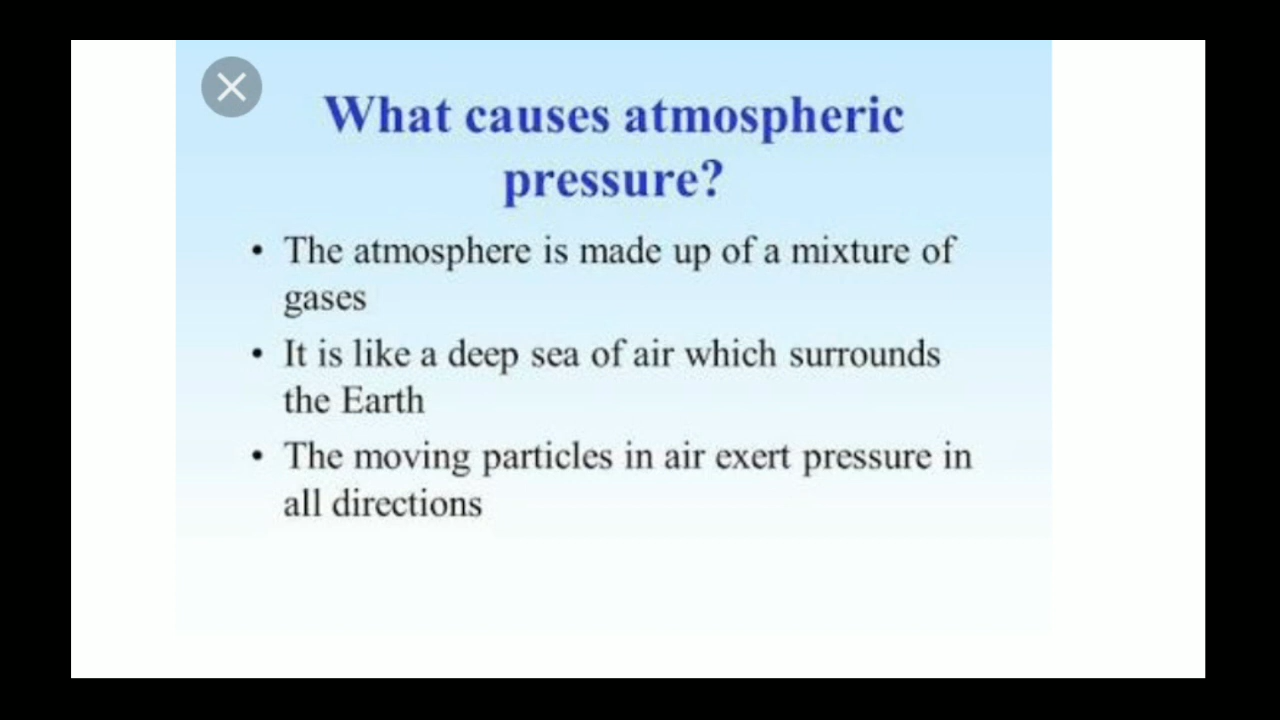 What causes atmospheric
pressure?
• The atmosphere is made up of a mixture of
gases
• It is like a deep sea of air which surrounds
the Earth
• The moving particles in air exert pressure in
all directions